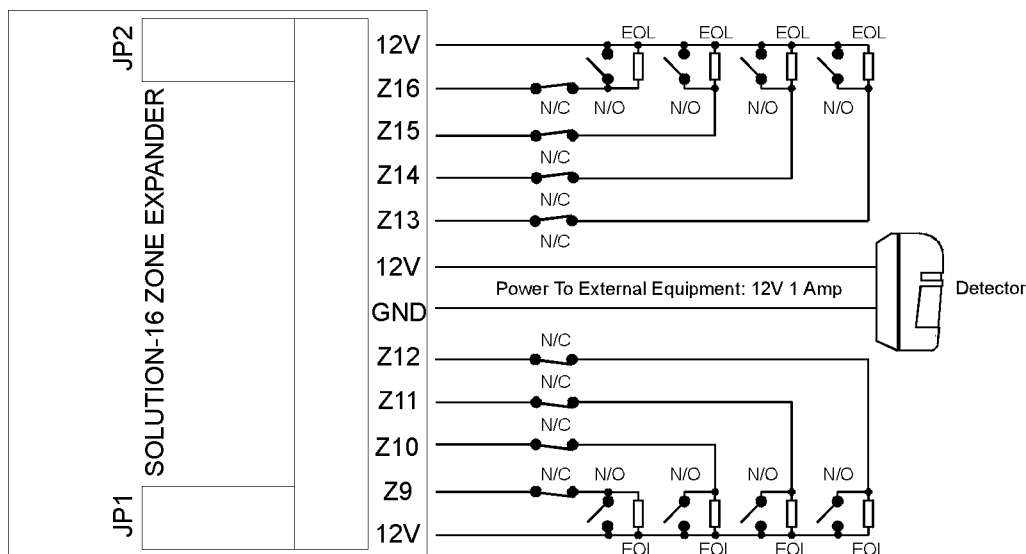 JP2
SOLUTION-16 ZONE EXPANDER
JP1
12V
EOL EOL EOL EOL
Z16
N/C N/O N/O N/O N/O
Z15
N/C
Z14
N/C
Z13
N/C
12V
Power To External Equipment: 12V 1 Amp
Detector
GND
N/C
Z12
N/C
Z11
N/C
Z10
N/C N/O N/O N/O N/O
Z9
12V
EOL EOL EOL EOL